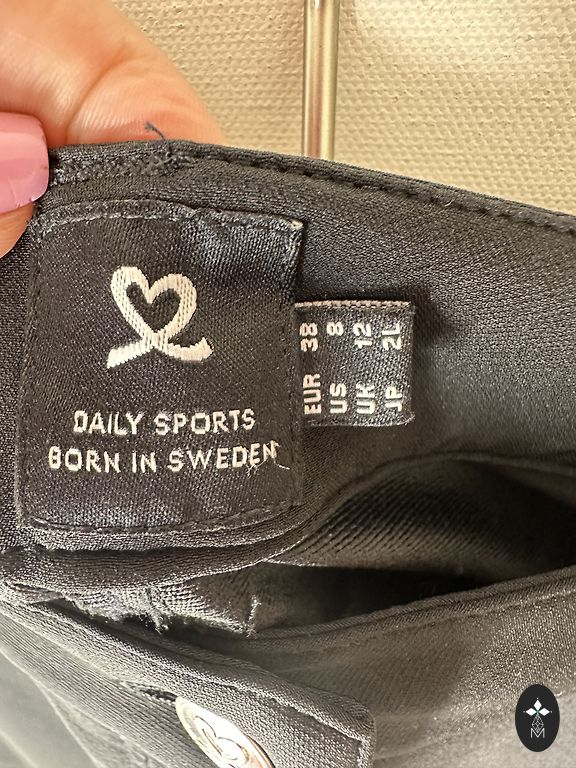 DAILY SPORTS
BORN IN SWEDEN
EUR 38
US 8
UK 12
JP 2L
M